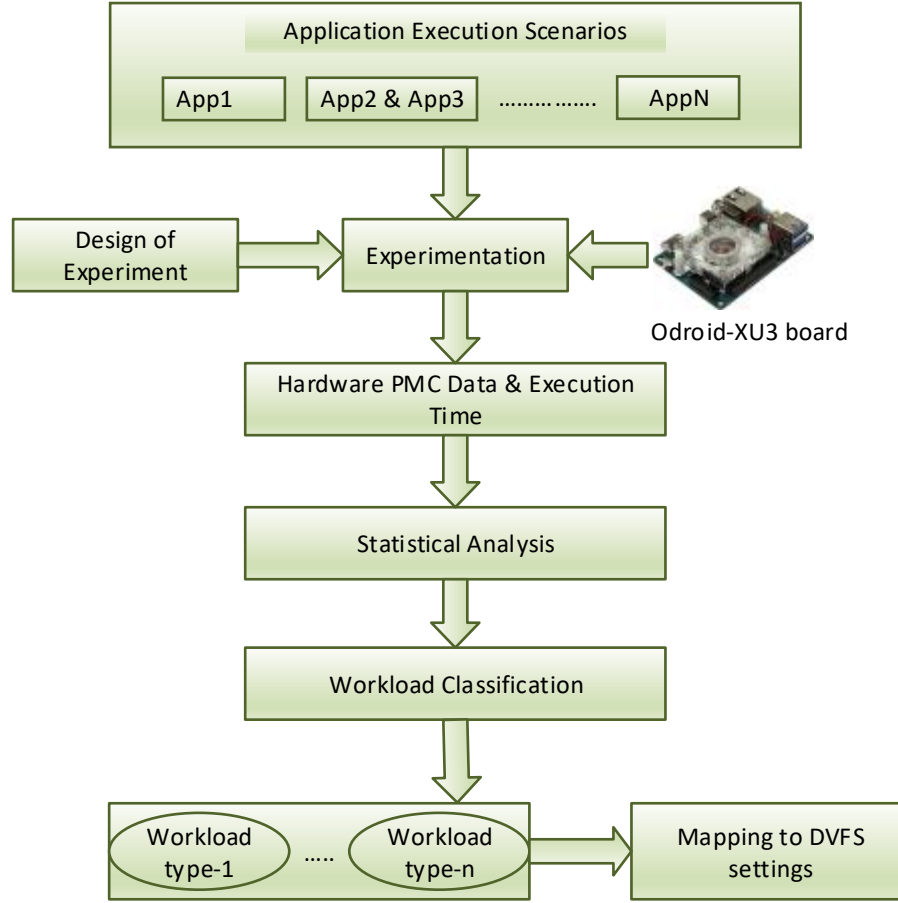 Application Execution Scenarios
App1
App2 & App3
…………….
AppN
Design of
Experiment
Experimentation
Odroid-XU3 board
Hardware PMC Data & Execution
Time
Statistical Analysis
Workload Classification
Workload
type-1
.....
Workload
type-n
Mapping to DVFS
settings